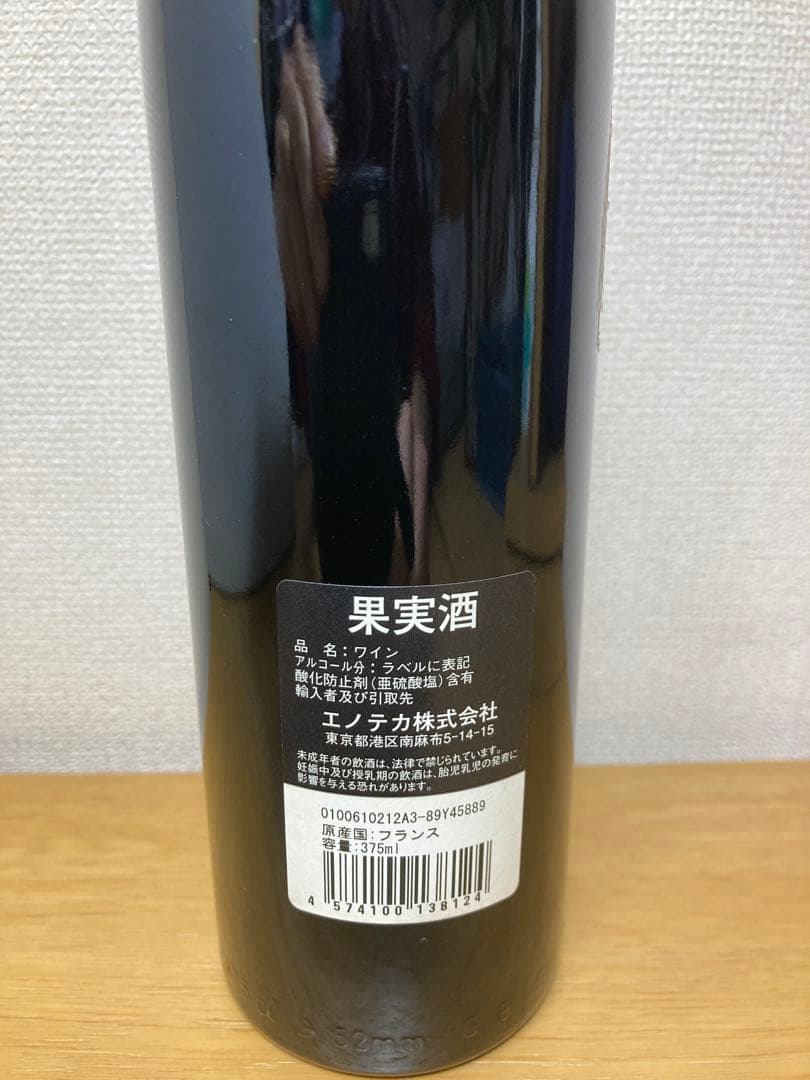 果実酒
品 名：ワイン
アルコール分：ラベルに表記
酸化防止剤（亜硫酸塩）含有
輸入者及び引取先
エノテカ株式会社
東京都港区南麻布5-14-15
未成年者の飲酒は、法律で禁じられています。
妊娠中及び授乳期の飲酒は、胎児乳児の発育に
影響を与える恐れがあります。
0100610212A3-89Y45889
原産国：フランス
容量：375ml
4 574100 138124
52mm